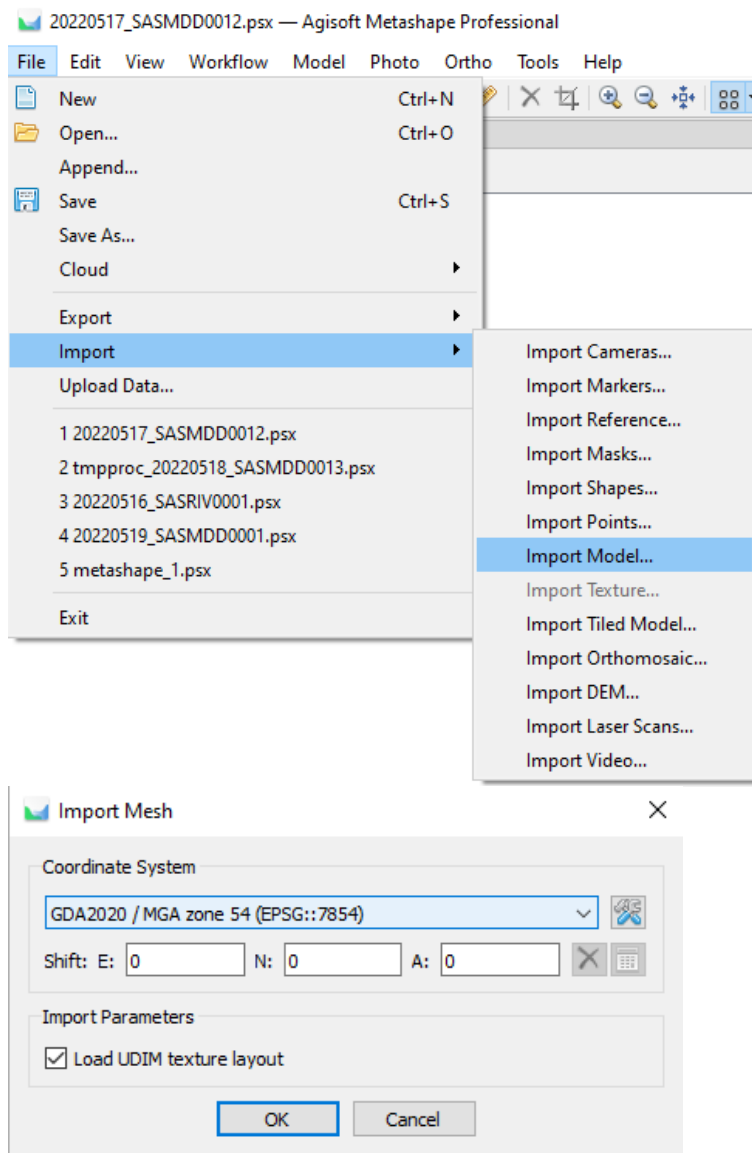 20220517_SASMDD0012.psx — Agisoft Metashape Professional
File Edit View Workflow Model Photo Ortho Tools Help
New Ctrl+N
Open... Ctrl+O
Append...
Save Ctrl+S
Save As...
Cloud
Export
Import
Upload Data...
1 20220517_SASMDD0012.psx
2 tmpproc_20220518_SASMDD0013.psx
3 20220516_SASRIV0001.psx
4 20220519_SASMDD0001.psx
5 metashape_1.psx
Exit
Import Cameras...
Import Markers...
Import Reference...
Import Masks...
Import Shapes...
Import Points...
Import Model...
Import Texture...
Import Tiled Model...
Import Orthomosaic...
Import DEM...
Import Laser Scans...
Import Video...
Import Mesh
Coordinate System
GDA2020 / MGA zone 54 (EPSG::7854)
Shift: E: 0 N: 0 A: 0
Import Parameters
Load UDIM texture layout
OK Cancel